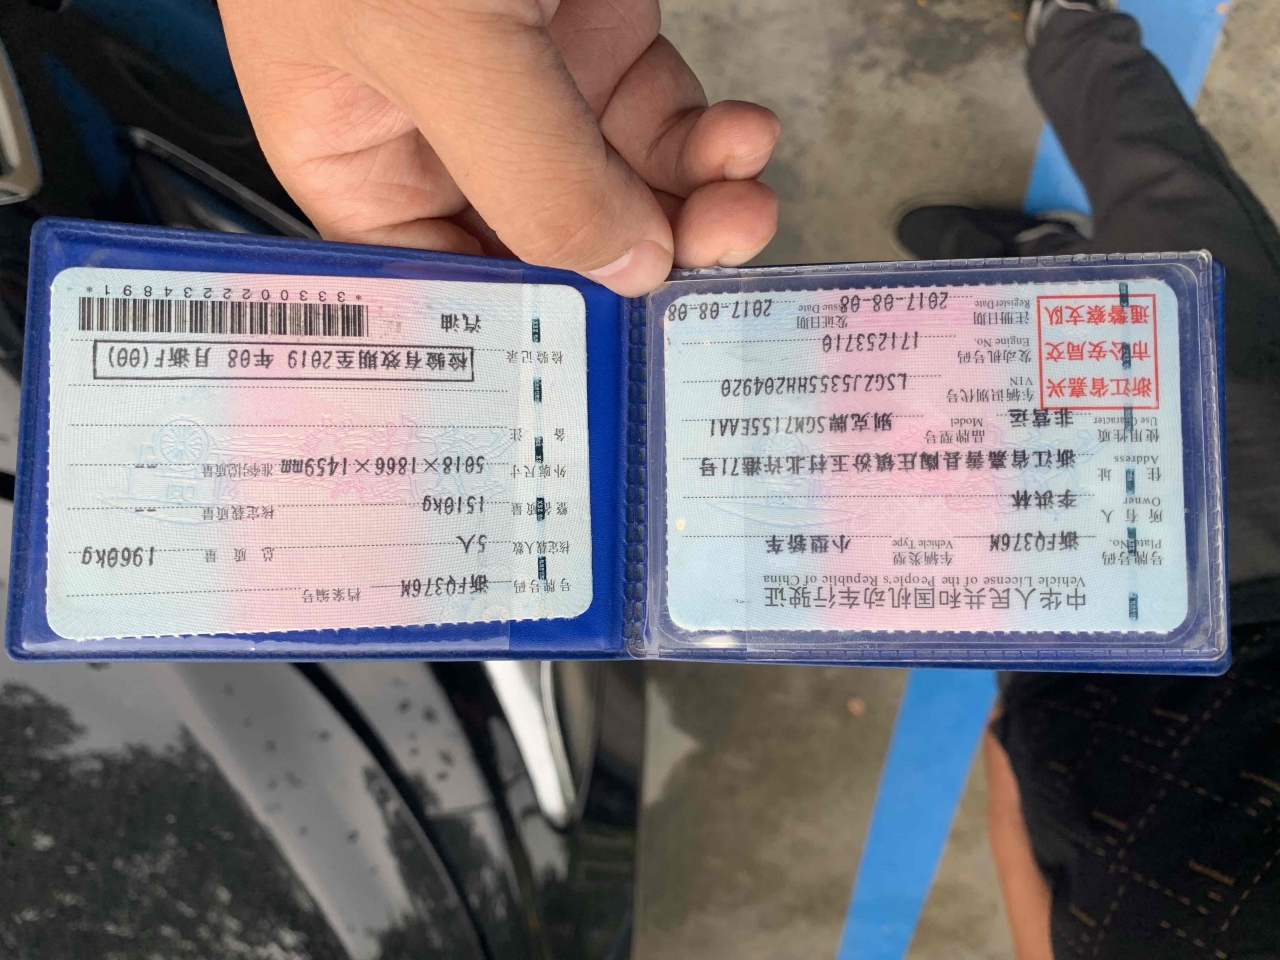 中华人民共和国机动车行驶证
Vehicle License of the People's Republic of China
号牌号码 浙FQ376M 车辆类型 小型轿车
Plate No. Vehicle Type
所有人 李洪林
Owner
住址 浙江省嘉善县陶庄镇汾玉村北许港71号
Address
使用性质 非营运 品牌型号 别克牌SGM7155EAA1
Use Character Model
浙江省嘉兴
市公安局交
通警察支队
车辆识别代号 LSGZJ5355HH204920
VIN
发动机号码 171253710
Engine No.
注册日期 2017-08-08 发证日期 2017-08-08
Register Date Issue Date
号牌号码 浙FQ376M 档案编号
核定载人数 5人 总质量 1960kg
整备质量 1510kg 核定载质量 --
外廓尺寸 5018×1866×1459mm 准牵引总质量 --
备注
检验记录 检验有效期至2019年08月浙F(00)
汽油
*3330022334891*